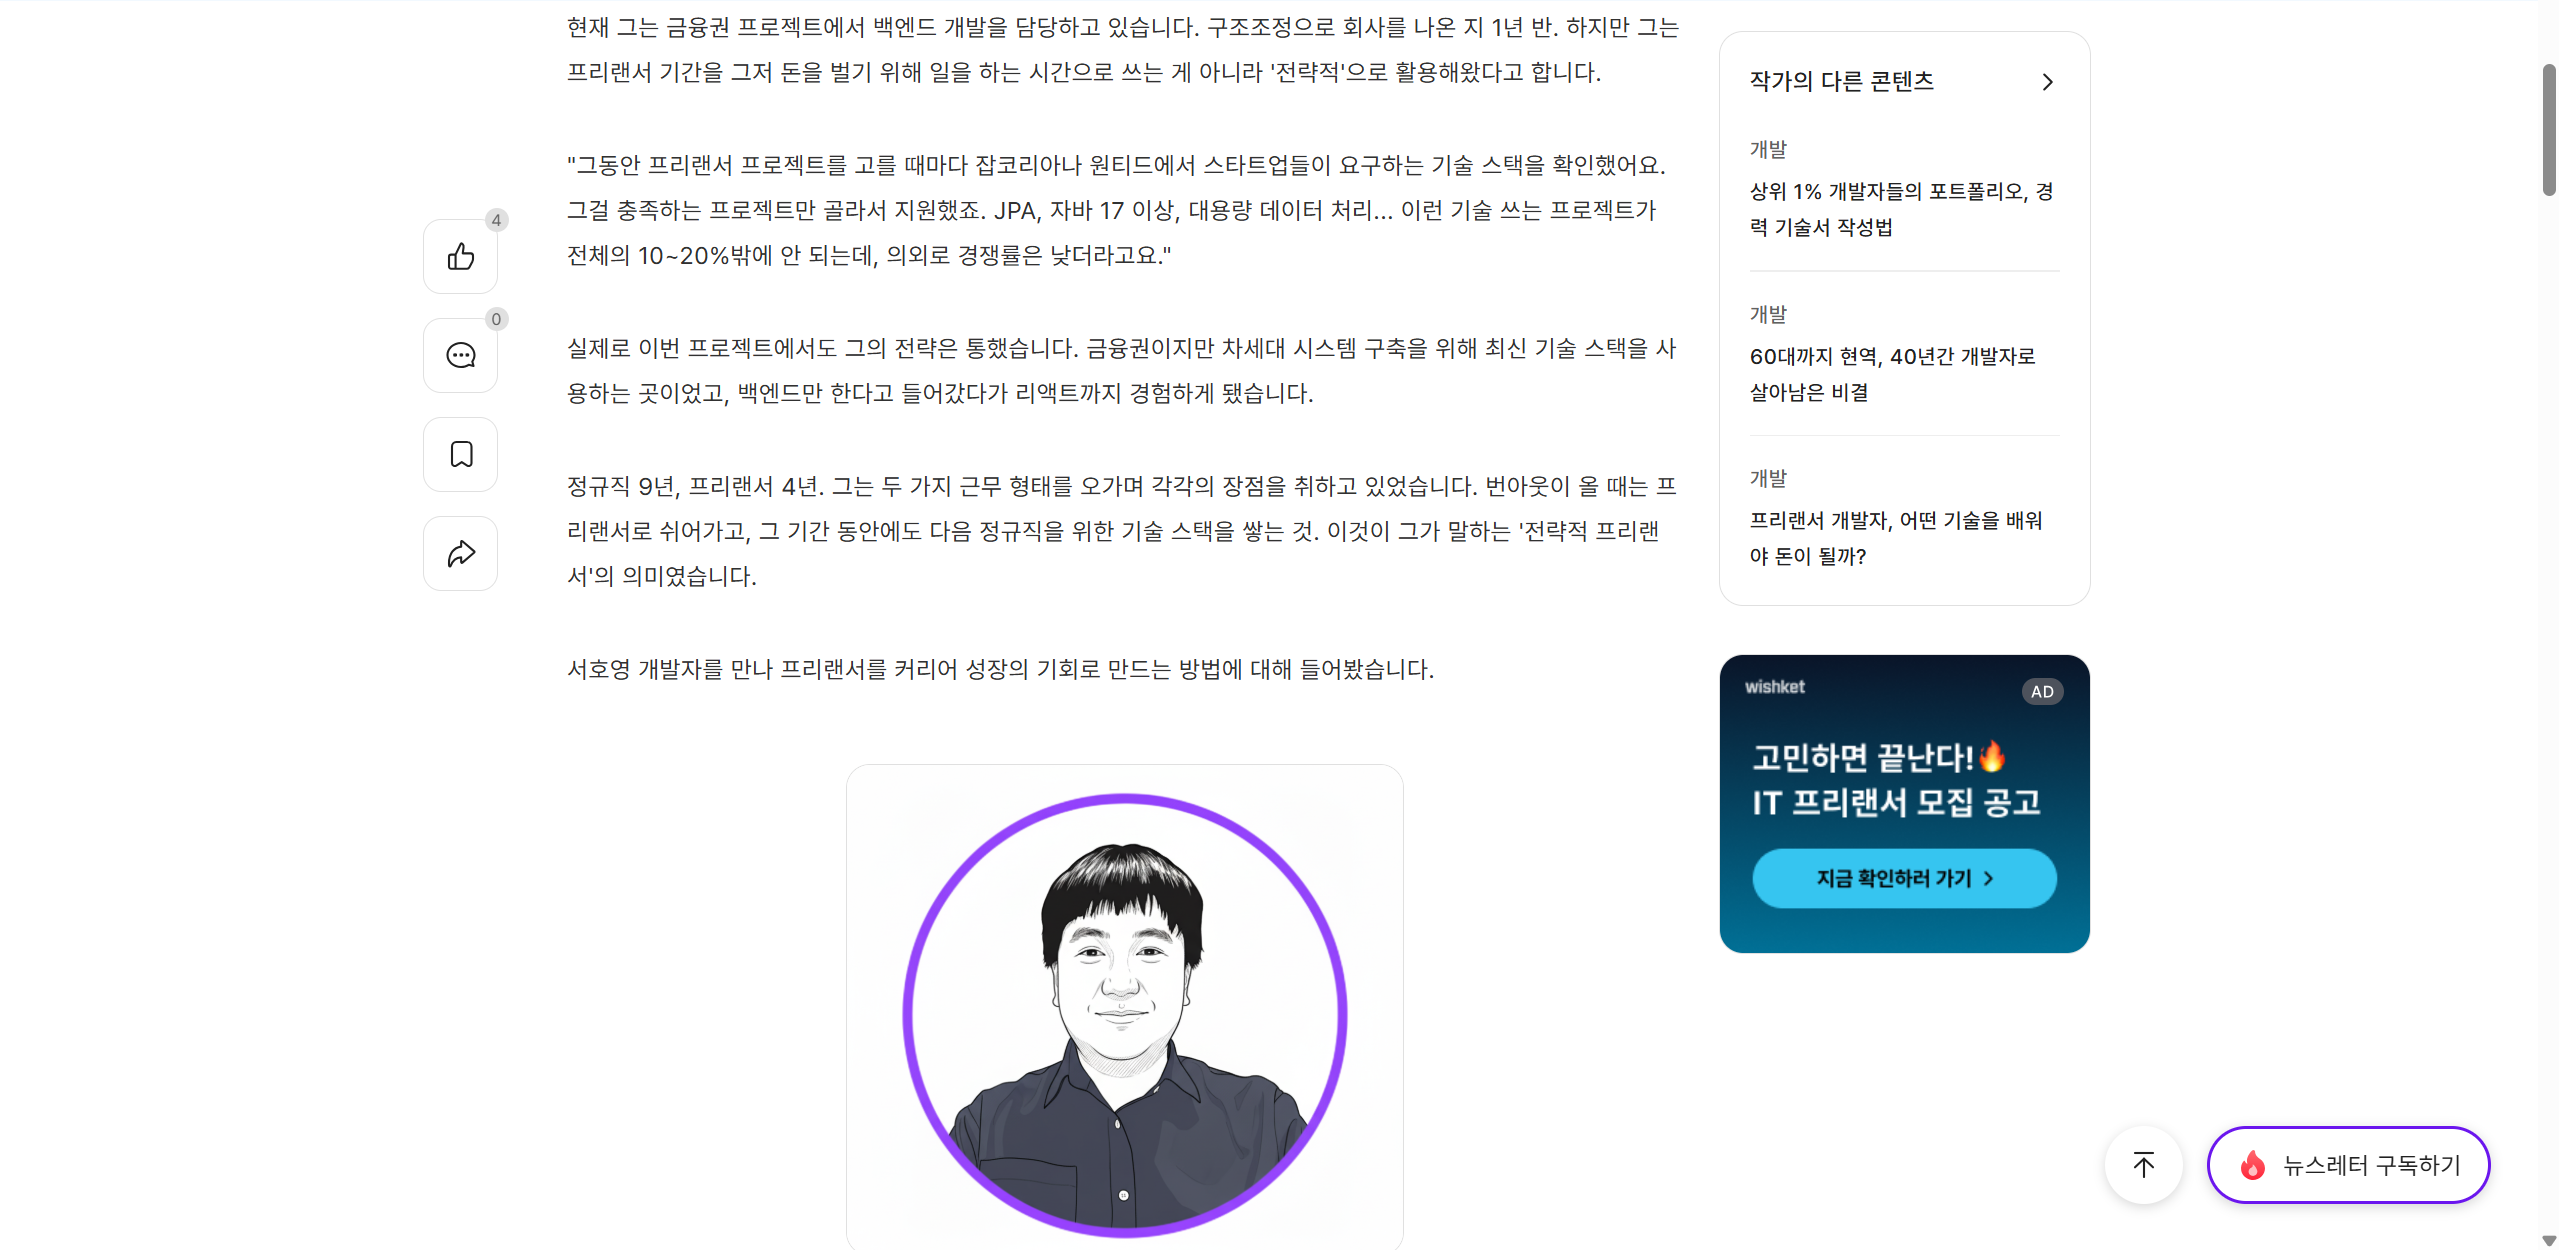 현재 그는 금융권 프로젝트에서 백엔드 개발을 담당하고 있습니다. 구조조정으로 회사를 나온 지 1년 반. 하지만 그는
프리랜서 기간을 그저 돈을 벌기 위해 일을 하는 시간으로 쓰는 게 아니라 '전략적'으로 활용해왔다고 합니다.
"그동안 프리랜서 프로젝트를 고를 때마다 잡코리아나 원티드에서 스타트업들이 요구하는 기술 스택을 확인했어요.
그걸 충족하는 프로젝트만 골라서 지원했죠. JPA, 자바 17 이상, 대용량 데이터 처리... 이런 기술 쓰는 프로젝트가
전체의 10~20%밖에 안 되는데, 의외로 경쟁률은 낮더라고요."
실제로 이번 프로젝트에서도 그의 전략은 통했습니다. 금융권이지만 차세대 시스템 구축을 위해 최신 기술 스택을 사
용하는 곳이었고, 백엔드만 한다고 들어갔다가 리액트까지 경험하게 됐습니다.
정규직 9년, 프리랜서 4년. 그는 두 가지 근무 형태를 오가며 각각의 장점을 취하고 있었습니다. 번아웃이 올 때는 프
리랜서로 쉬어가고, 그 기간 동안에도 다음 정규직을 위한 기술 스택을 쌓는 것. 이것이 그가 말하는 '전략적 프리랜
서'의 의미였습니다.
서호영 개발자를 만나 프리랜서를 커리어 성장의 기회로 만드는 방법에 대해 들어봤습니다.
4
0
작가의 다른 콘텐츠
개발
상위 1% 개발자들의 포트폴리오, 경
력 기술서 작성법
개발
60대까지 현역, 40년간 개발자로
살아남은 비결
개발
프리랜서 개발자, 어떤 기술을 배워
야 돈이 될까?
wishket
AD
고민하면 끝난다!
IT 프리랜서 모집 공고
지금 확인하러 가기
뉴스레터 구독하기